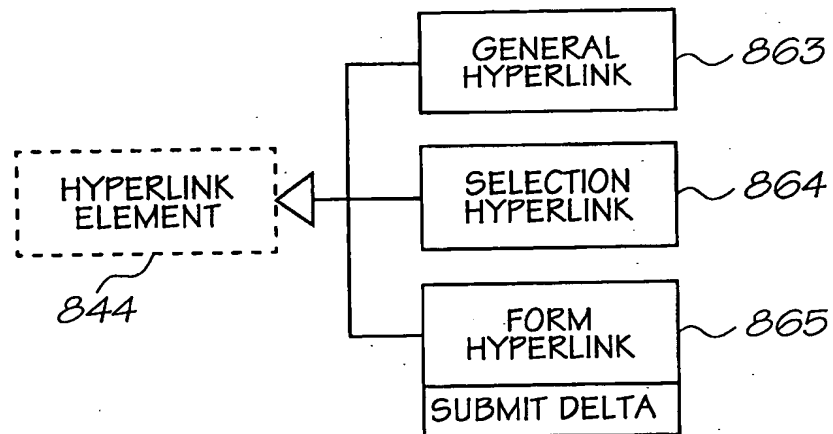 GENERAL
HYPERLINK
863
HYPERLINK
ELEMENT
844
SELECTION
HYPERLINK
864
FORM
HYPERLINK
865
SUBMIT DELTA